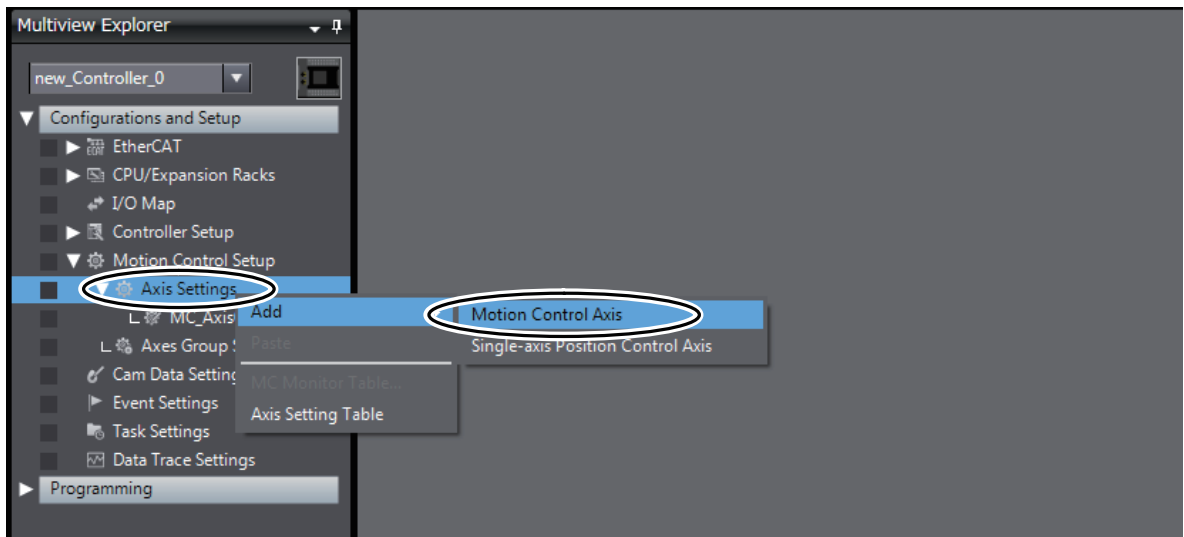 Multiview Explorer
new_Controller_0
Configurations and Setup
EtherCAT
CPU/Expansion Racks
I/O Map
Controller Setup
Motion Control Setup
Axis Settings
MC_Axis
Add
Motion Control Axis
Axes Group
Paste
Single-axis Position Control Axis
Cam Data Setting
MC Monitor Table...
Event Settings
Axis Setting Table
Task Settings
Data Trace Settings
Programming